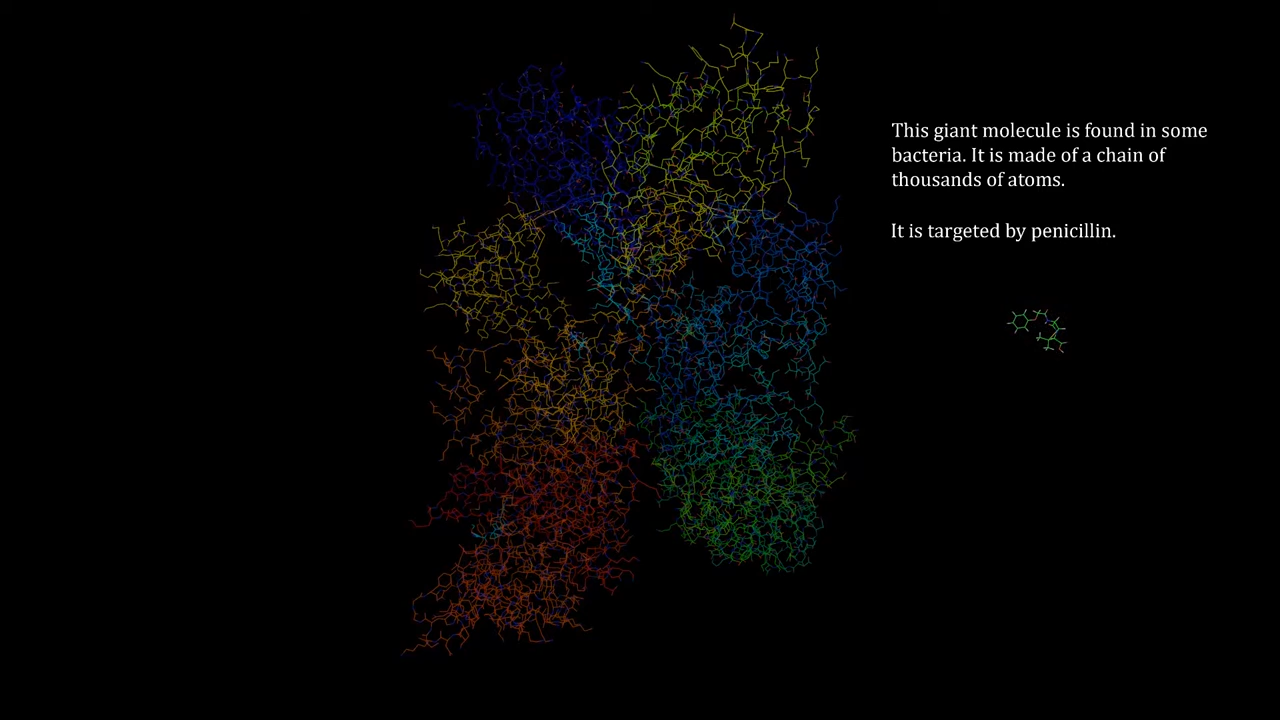 This giant molecule is found in some
bacteria. It is made of a chain of
thousands of atoms.
It is targeted by penicillin.